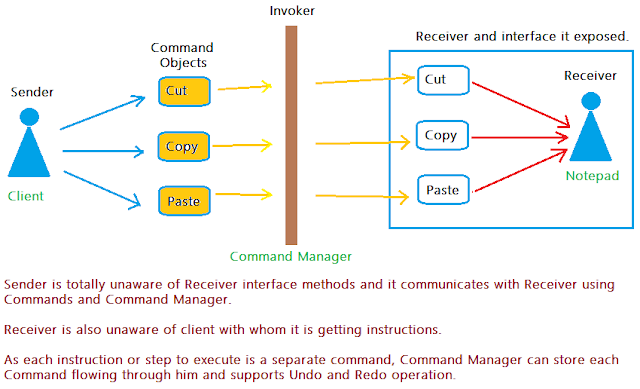 Invoker
Receiver and interface it exposed.
Command
Objects
Sender
Cut
Copy
Paste
Client
Cut
Copy
Paste
Receiver
Notepad
Command Manager
Sender is totally unaware of Receiver interface methods and it communicates with Receiver using
Commands and Command Manager.
Receiver is also unaware of client with whom it is getting instructions.
As each instruction or step to execute is a separate command, Command Manager can store each
Command flowing through him and supports Undo and Redo operation.